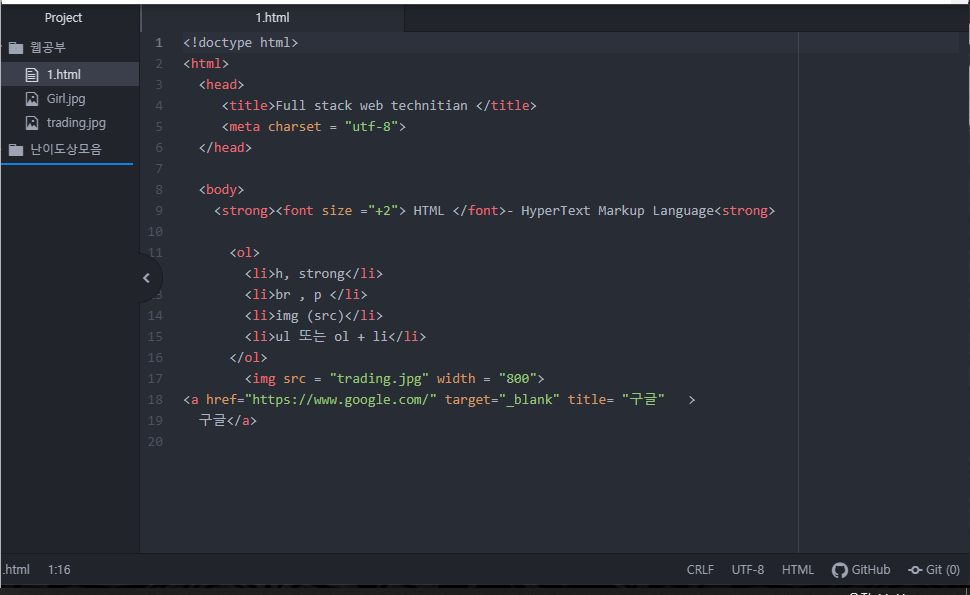 Project
1.html
웹공부
1.html
Girl.jpg
trading.jpg
난이도상모음
1 <!doctype html>
2 <html>
3 <head>
4 <title>Full stack web technitian </title>
5 <meta charset = "utf-8">
6 </head>
7
8 <body>
9 <strong><font size ="+2"> HTML </font>- HyperText Markup Language<strong>
10
11 <ol>
<li>h, strong</li>
3 <li>br , p </li>
14 <li>img (src)</li>
15 <li>ul 또는 ol + li</li>
16 </ol>
17 <img src = "trading.jpg" width = "800">
18 <a href="https://www.google.com/" target="_blank" title= "구글" >
19 구글</a>
20
.html 1:16 CRLF UTF-8 HTML GitHub Git (0)